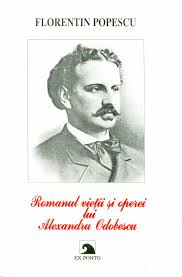 FLORENTIN POPESCU
Romanul vieții și operei
lui
Alexandru Odobescu
EX PONTO